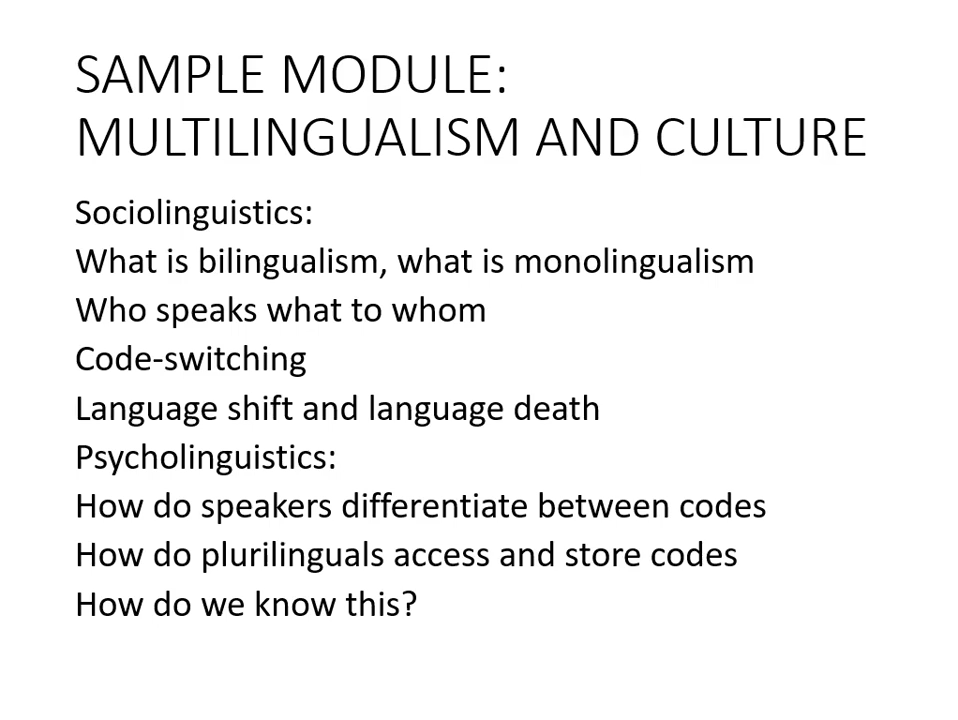 SAMPLE MODULE:
MULTILINGUALISM AND CULTURE
Sociolinguistics:
What is bilingualism, what is monolingualism
Who speaks what to whom
Code-switching
Language shift and language death
Psycholinguistics:
How do speakers differentiate between codes
How do plurilinguals access and store codes
How do we know this?